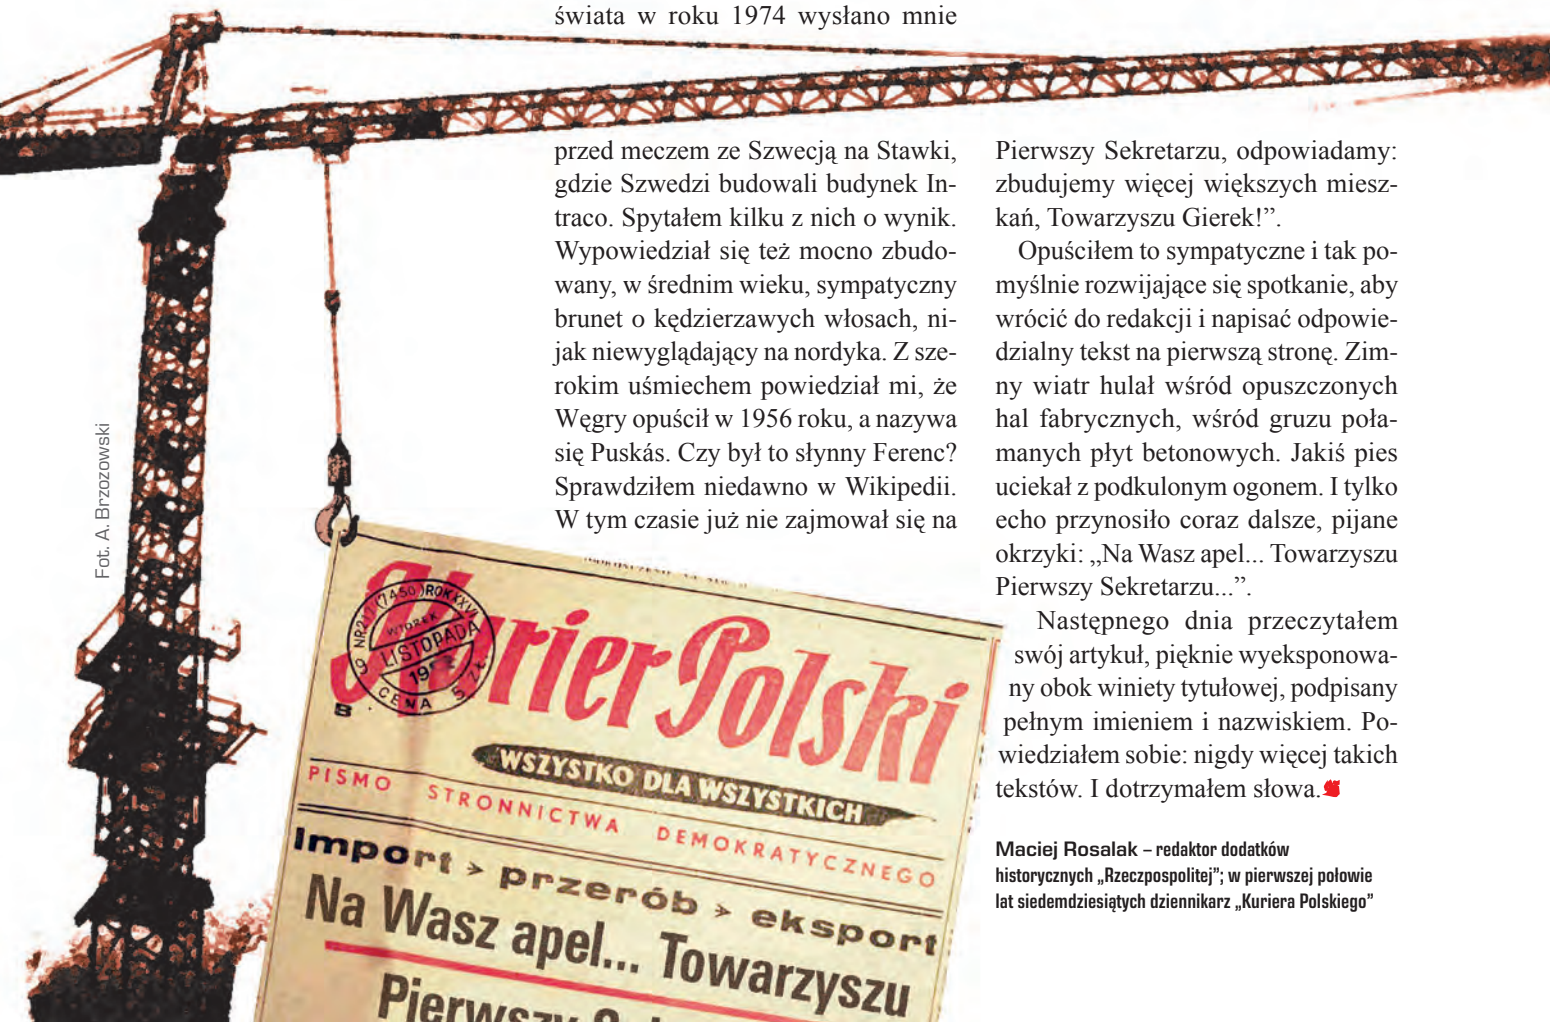 świata w roku 1974 wysłano mnie
przed meczem ze Szwecją na Stawki,
gdzie Szwedzi budowali budynek In-
traco. Spytałem kilku z nich o wynik.
Wypowiedział się też mocno zbudo-
wany, w średnim wieku, sympatyczny
brunet o kędzierzawych włosach, ni-
jak niewyglądający na nordyka. Z sze-
rokim uśmiechem powiedział mi, że
Węgry opuścił w 1956 roku, a nazywa
się Puskás. Czy był to słynny Ferenc?
Sprawdziłem niedawno w Wikipedii.
W tym czasie już nie zajmował się na
Pierwszy Sekretarzu, odpowiadamy:
zbudujemy więcej większych miesz-
kań, Towarzyszu Gierek!”.
Opuściłem to sympatyczne i tak po-
myślnie rozwijające się spotkanie, aby
wrócić do redakcji i napisać odpowie-
dzialny tekst na pierwszą stronę. Zim-
ny wiatr hulał wśród opuszczonych
hal fabrycznych, wśród gruzu poła-
manych płyt betonowych. Jakiś pies
uciekał z podkulonym ogonem. I tylko
echo przynosiło coraz dalsze, pijane
okrzyki: „Na Wasz apel... Towarzyszu
Pierwszy Sekretarzu...”.
Następnego dnia przeczytałem
swój artykuł, pięknie wyeksponowa-
ny obok winiety tytułowej, podpisany
pełnym imieniem i nazwiskiem. Po-
wiedziałem sobie: nigdy więcej takich
tekstów. I dotrzymałem słowa.
Maciej Rosalak – redaktor dodatków
historycznych „Rzeczpospolitej”; w pierwszej połowie
lat siedemdziesiątych dziennikarz „Kuriera Polskiego”
Fot. A. Brzozowski
Kurier Polski
(7450) ROK XXVI
WTOREK
LISTOPADA
CENA 5 ZŁ
WSZYSTKO DLA WSZYSTKICH
PISMO STRONNICTWA DEMOKRATYCZNEGO
Import > przerób > eksport
Na Wasz apel... Towarzyszu
Pierwszy